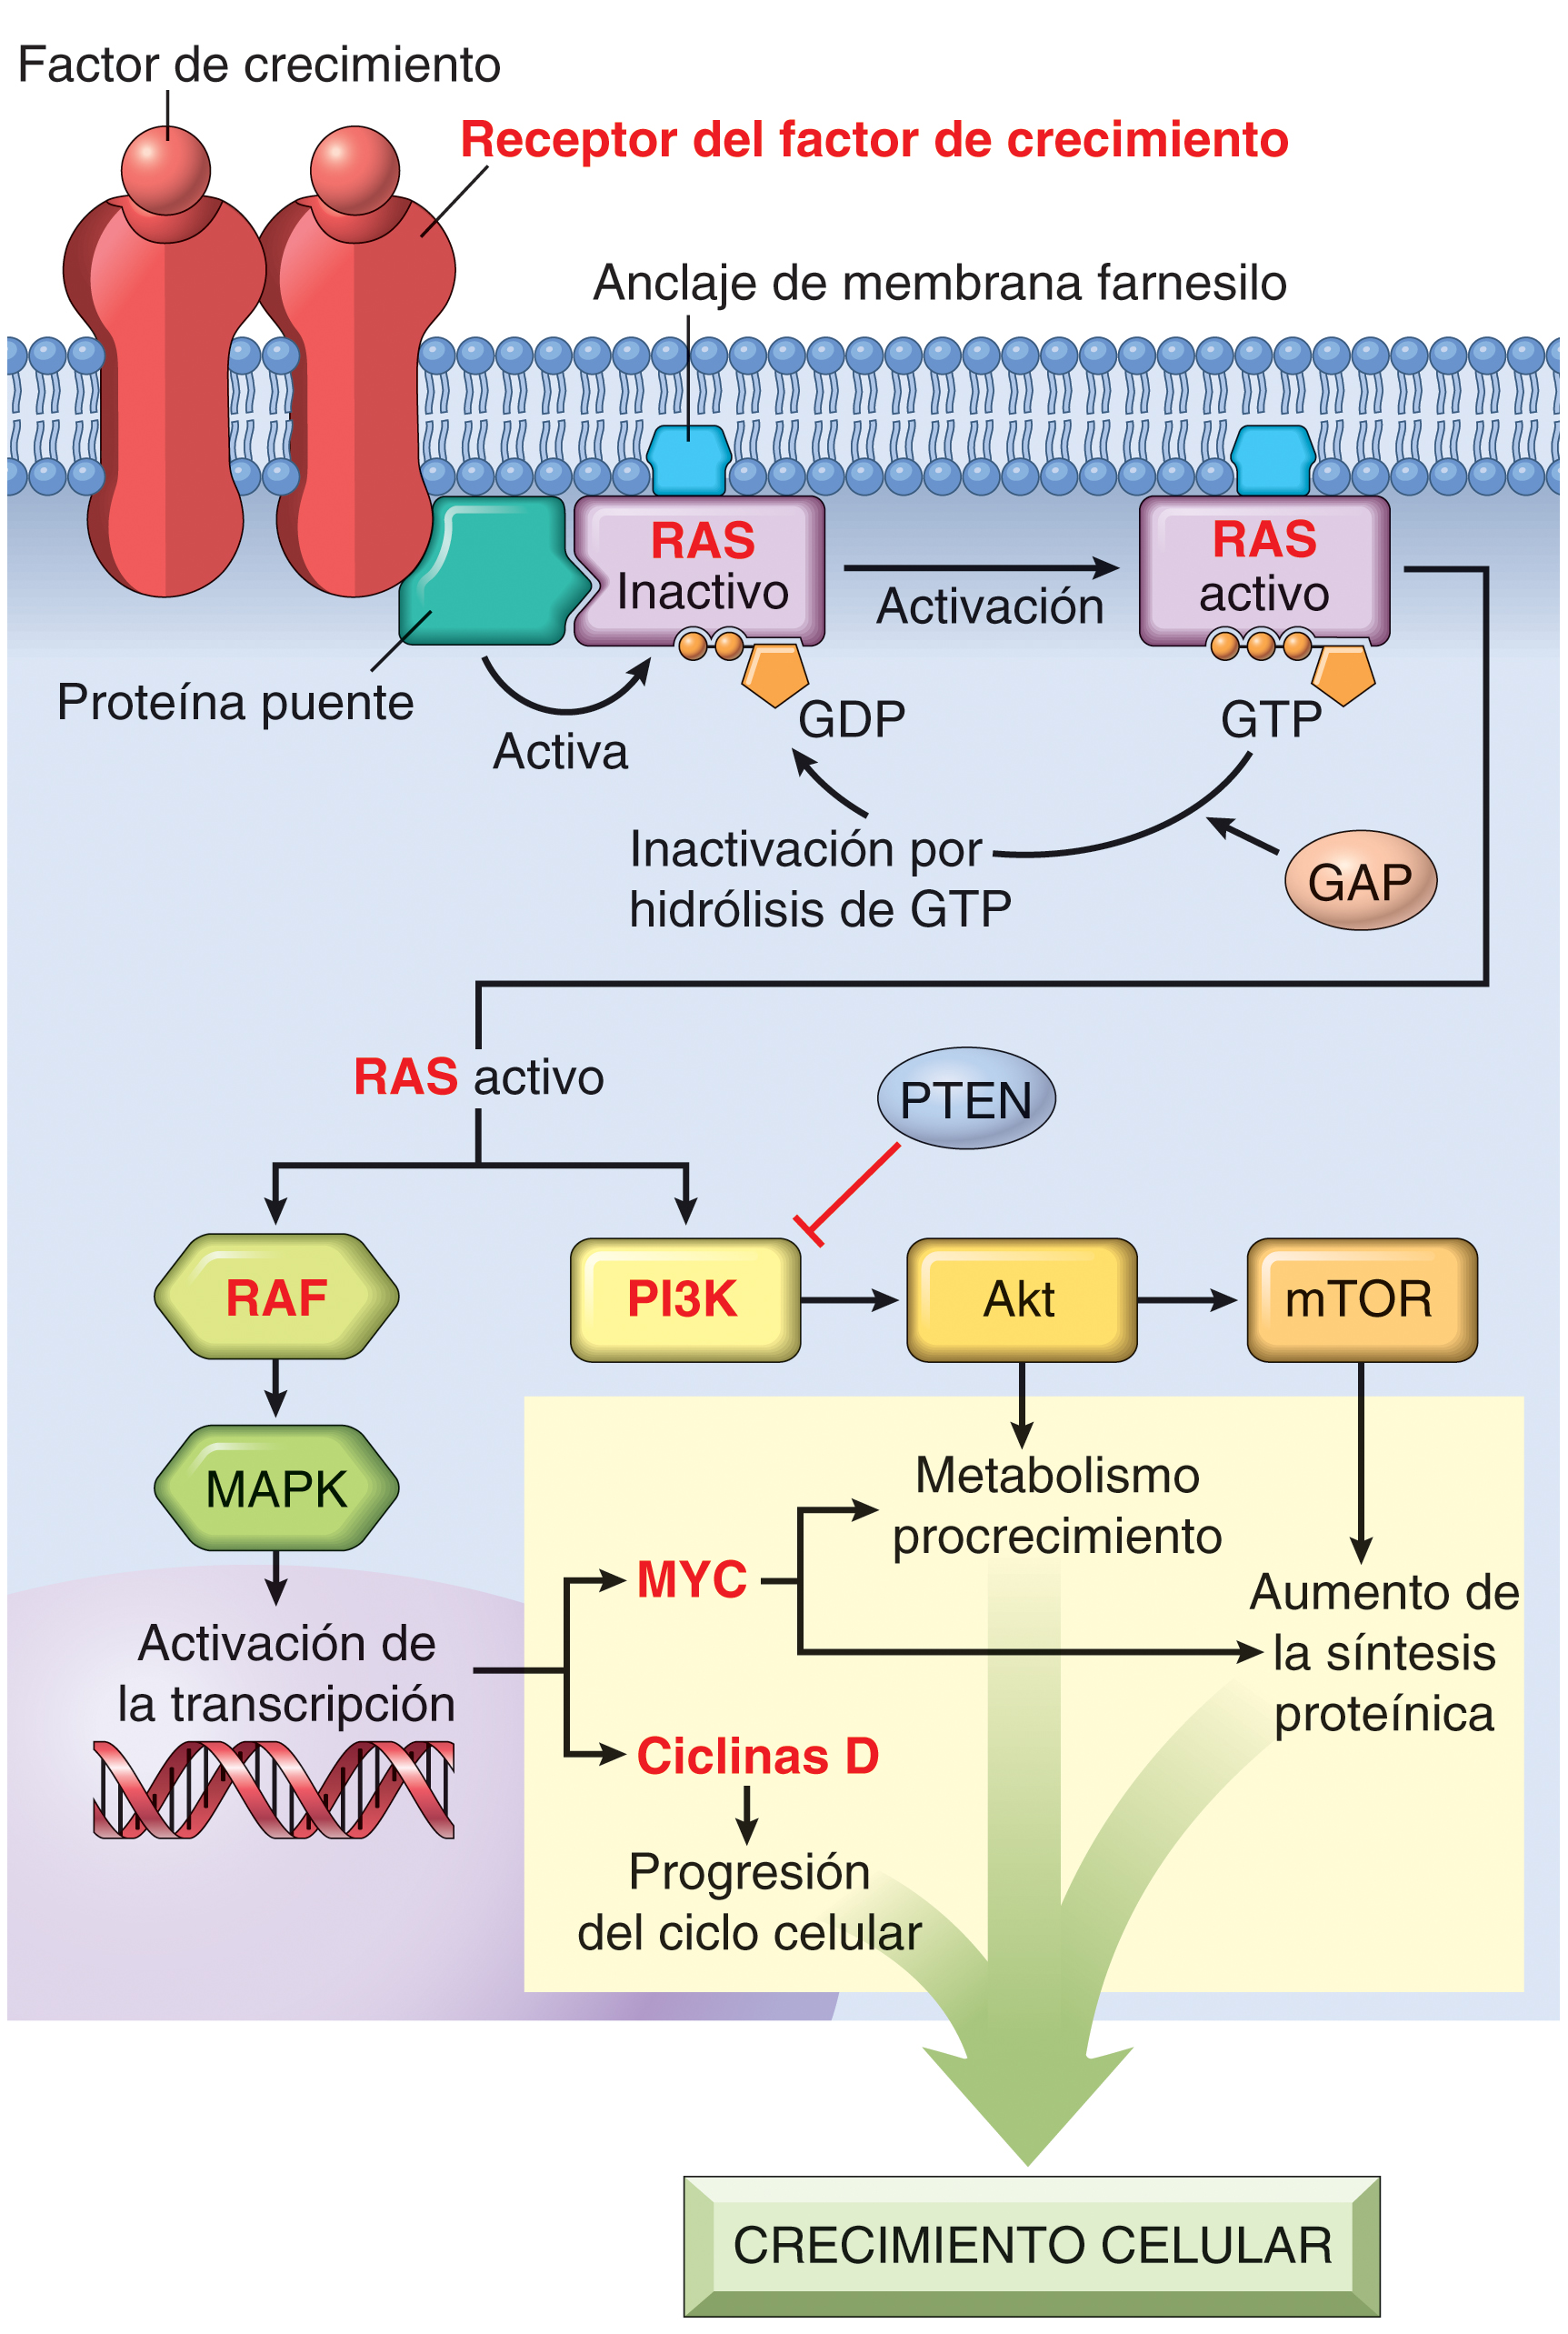 Factor de crecimiento
Receptor del factor de crecimiento
Anclaje de membrana farnesilo
RAS
Inactivo
Activación
RAS
activo
Proteína puente
Activa
GDP
GTP
Inactivación por
hidrólisis de GTP
GAP
RAS activo
PTEN
RAF
PI3K
Akt
mTOR
MAPK
Metabolismo
procrecimiento
MYC
Aumento de
la síntesis
proteínica
Activación de
la transcripción
Ciclinas D
Progresión
del ciclo celular
CRECIMIENTO CELULAR